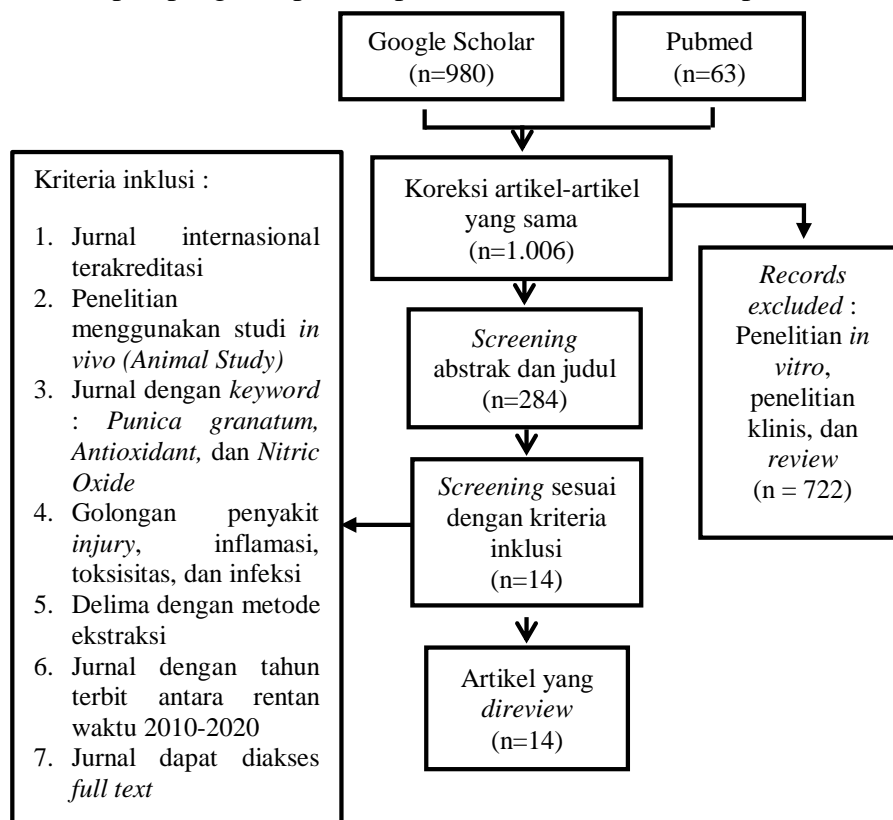 Google Scholar
(n=980)
Pubmed
(n=63)
Koreksi artikel-artikel
yang sama
(n=1.006)
Records
excluded :
Penelitian in
vitro,
penelitian
klinis, dan
review
(n = 722)
Screening
abstrak dan judul
(n=284)
Screening sesuai
dengan kriteria
inklusi
(n=14)
Kriteria inklusi :
1. Jurnal internasional
terakreditasi
2. Penelitian
menggunakan studi in
vivo (Animal Study)
3. Jurnal dengan keyword
: Punica granatum,
Antioxidant, dan Nitric
Oxide
4. Golongan penyakit
injury, inflamasi,
toksisitas, dan infeksi
5. Delima dengan metode
ekstraksi
6. Jurnal dengan tahun
terbit antara rentan
waktu 2010-2020
7. Jurnal dapat diakses
full text
Artikel yang
direview
(n=14)